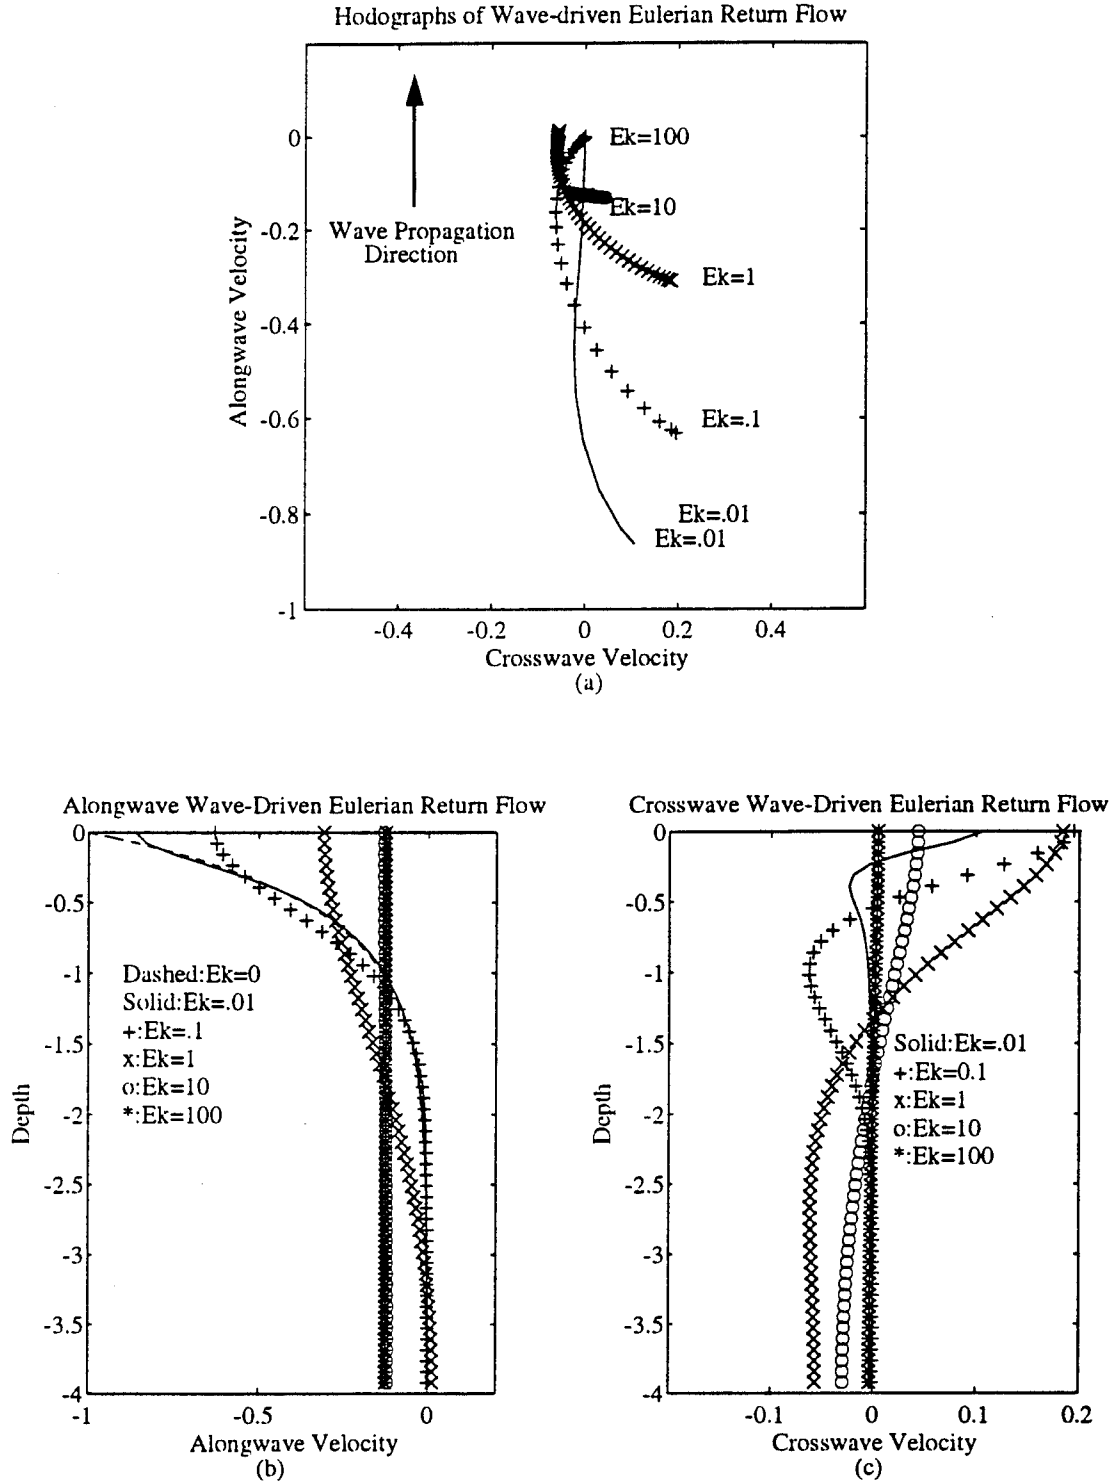 Hodographs of Wave-driven Eulerian Return Flow
0
-0.2
-0.4
-0.6
-0.8
-1
Alongwave Velocity
Wave Propagation
Direction
Ek=100
Ek=10
Ek=1
Ek=.1
Ek=.01
Ek=.01
-0.4
-0.2
0
0.2
0.4
Crosswave Velocity
(a)
Alongwave Wave-Driven Eulerian Return Flow
0
-0.5
-1
-1.5
-2
-2.5
-3
-3.5
-4
Depth
Dashed:Ek=0
Solid:Ek=.01
+:Ek=.1
x:Ek=1
o:Ek=10
*:Ek=100
-1
-0.5
0
Alongwave Velocity
(b)
Crosswave Wave-Driven Eulerian Return Flow
0
-0.5
-1
-1.5
-2
-2.5
-3
-3.5
-4
Depth
Solid:Ek=.01
+:Ek=0.1
x:Ek=1
o:Ek=10
*:Ek=100
-0.1
0
0.1
0.2
Crosswave Velocity
(c)